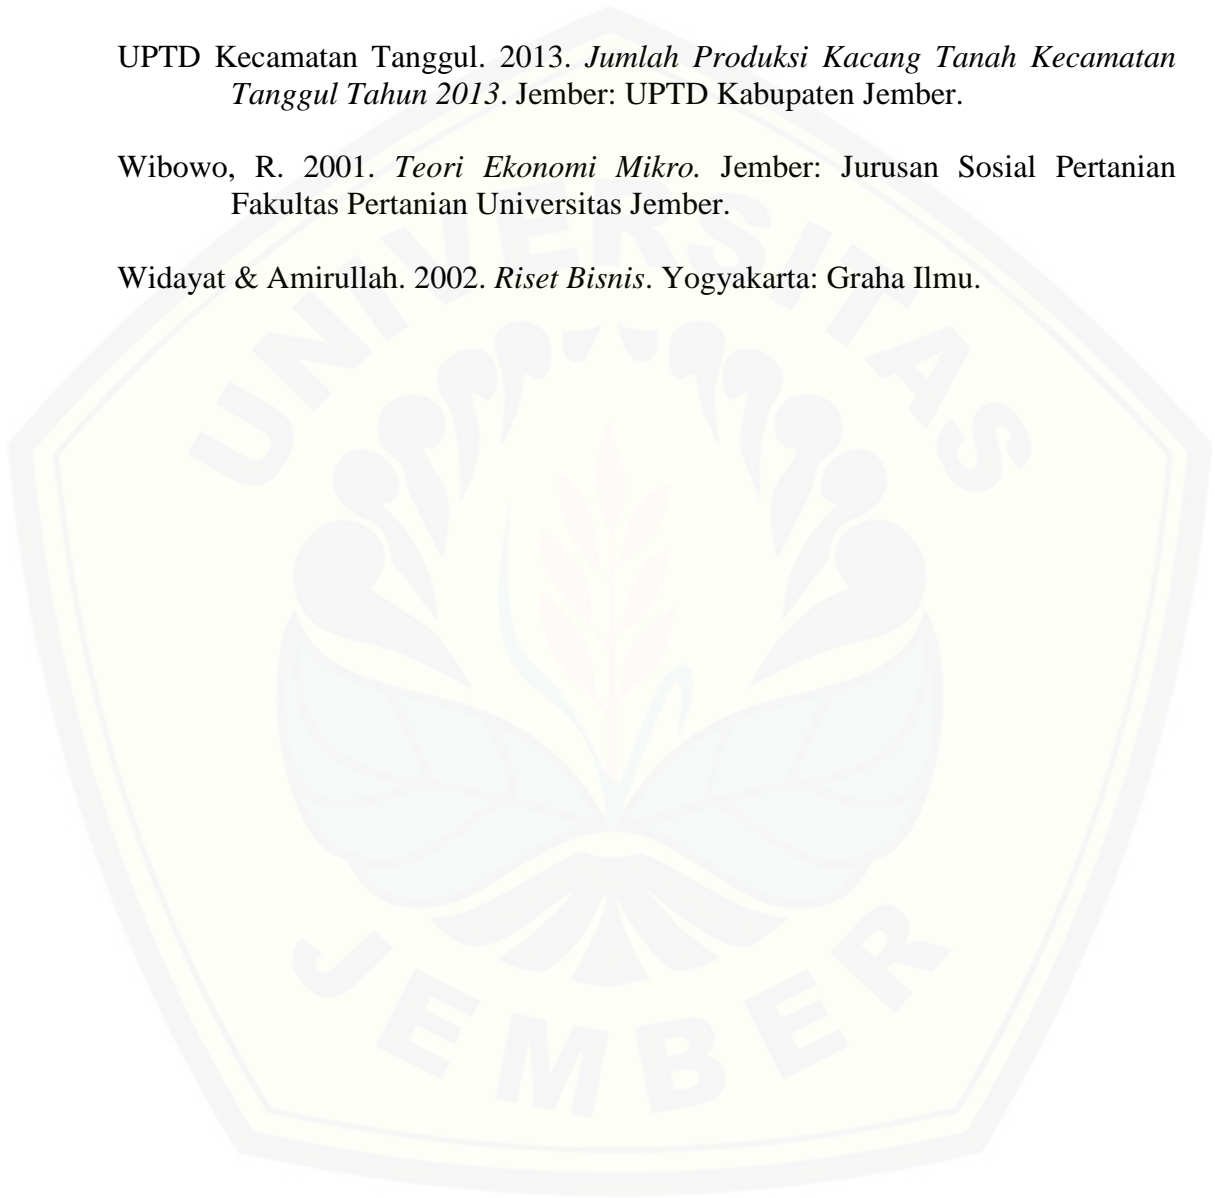 UPTD Kecamatan Tanggul. 2013. Jumlah Produksi Kacang Tanah Kecamatan
Tanggul Tahun 2013. Jember: UPTD Kabupaten Jember.
Wibowo, R. 2001. Teori Ekonomi Mikro. Jember: Jurusan Sosial Pertanian
Fakultas Pertanian Universitas Jember.
Widayat & Amirullah. 2002. Riset Bisnis. Yogyakarta: Graha Ilmu.
UNIVERSITAS
JEMBER